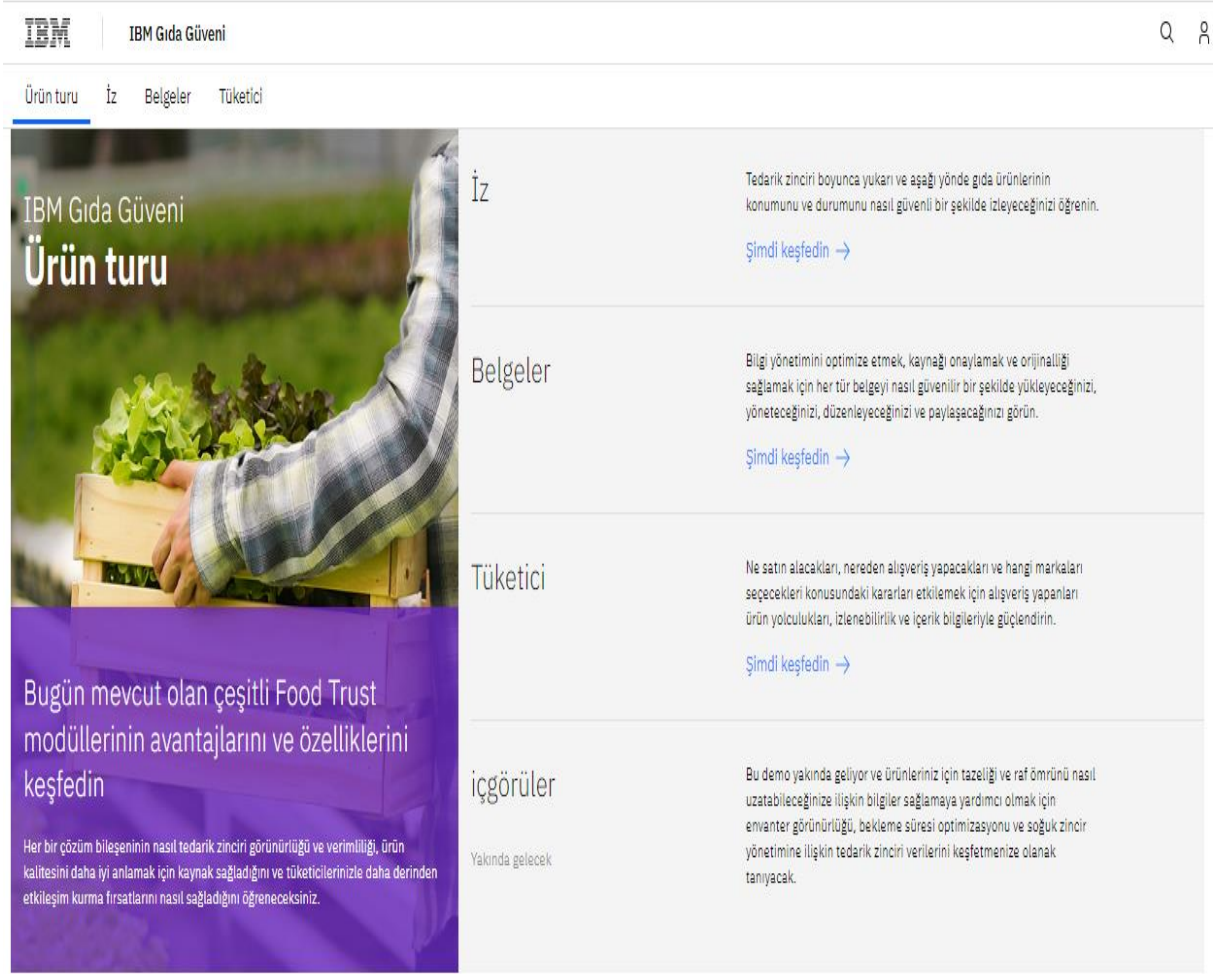 IBM
IBM Gıda Güveni
Ürün turu
İz
Belgeler
Tüketici
IBM Gıda Güveni
Ürün turu
Bugün mevcut olan çeşitli Food Trust
modüllerinin avantajlarını ve özelliklerini
keşfedin
Her bir çözüm bileşeninin nasıl tedarik zinciri görünürlüğü ve verimliliği, ürün
kalitesini daha iyi anlamak için kaynak sağladığını ve tüketicilerinizle daha derinden
etkileşim kurma fırsatlarını nasıl sağladığını öğreneceksiniz.
İz
Tedarik zinciri boyunca yukarı ve aşağı yönde gıda ürünlerinin
konumunu ve durumunu nasıl güvenli bir şekilde izleyeceğinizi öğrenin.
Şimdi keşfedin →
Belgeler
Bilgi yönetimini optimize etmek, kaynağı onaylamak ve orijinalliği
sağlamak için her tür belgeyi nasıl güvenilir bir şekilde yükleyeceğinizi,
yöneteceğinizi, düzenleyeceğinizi ve paylaşacağınızı görün.
Şimdi keşfedin →
Tüketici
Ne satın alacakları, nereden alışveriş yapacakları ve hangi markaları
seçecekleri konusundaki kararları etkilemek için alışveriş yapanları
ürün yolculukları, izlenebilirlik ve içerik bilgileriyle güçlendirin.
Şimdi keşfedin →
içgörüler
Yakında gelecek
Bu demo yakında geliyor ve ürünleriniz için tazeliği ve raf ömrünü nasıl
uzatabileceğinize ilişkin bilgiler sağlamaya yardımcı olmak için
envanter görünürlüğü, bekleme süresi optimizasyonu ve soğuk zincir
yönetimine ilişkin tedarik zinciri verilerini keşfetmenize olanak
tanıyacak.